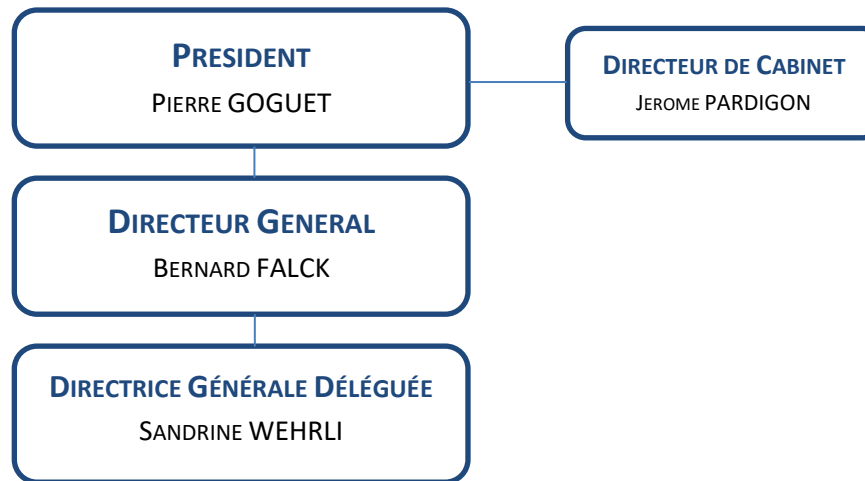 PRESIDENT
PIERRE GOGUET
DIRECTEUR DE CABINET
JEROME PARDIGON
DIRECTEUR GENERAL
BERNARD FALCK
DIRECTRICE GÉNÉRALE DÉLÉGUÉE
SANDRINE WEHRLI